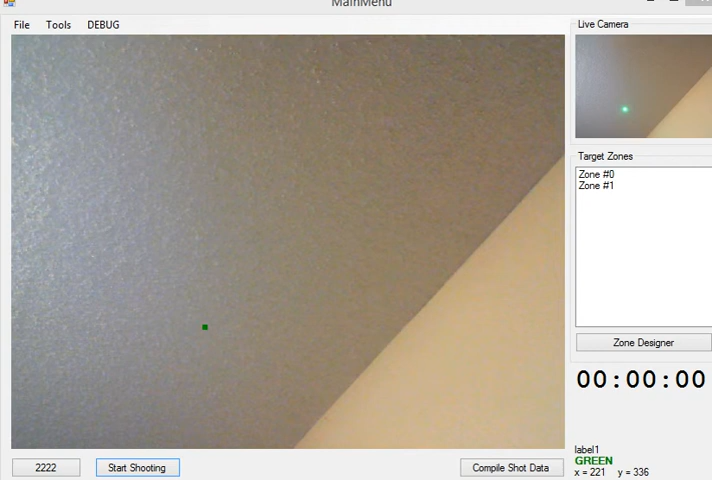 MainMenu
File Tools DEBUG
Live Camera
Target Zones
Zone #0
Zone #1
Zone Designer
00:00:00
label1
GREEN
x = 221 y = 336
2222 Start Shooting Compile Shot Data